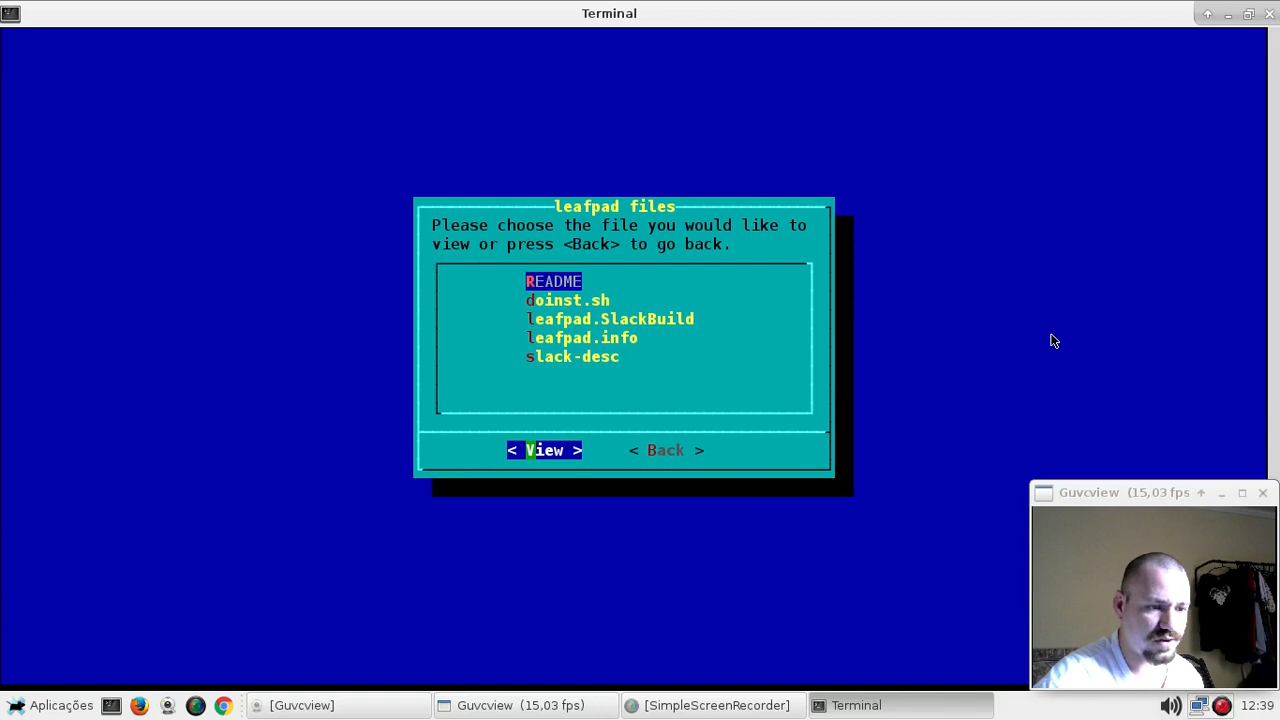 Terminal
leafpad files
Please choose the file you would like to
view or press <Back> to go back.
README
doinst.sh
leafpad.SlackBuild
leafpad.info
slack-desc
< View >
< Back >
Guvcview (15,03 fps
Aplicações
[Guvcview]
Guvcview (15,03 fps)
[SimpleScreenRecorder]
Terminal
12:39